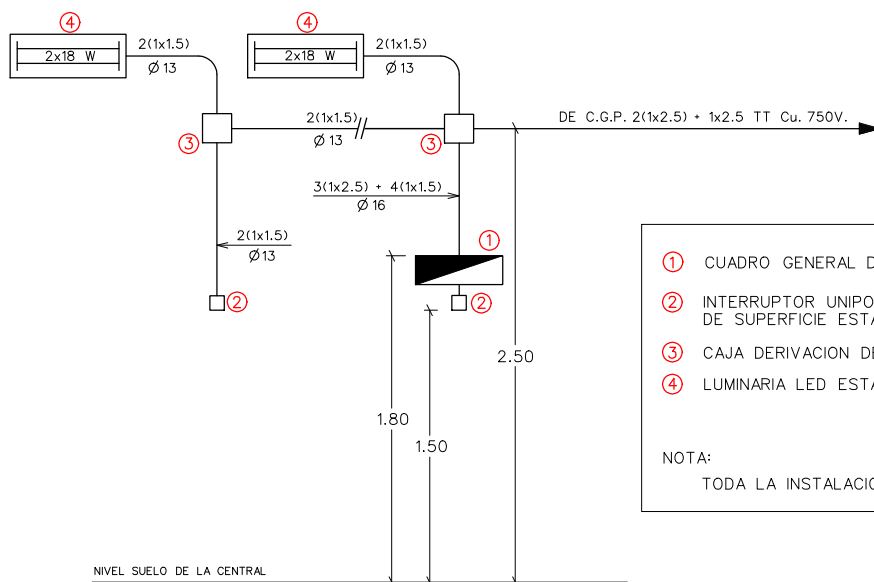 4
4
2x18 W
2(1x1.5)
Ø 13
2x18 W
2(1x1.5)
Ø 13
3
2(1x1.5)
Ø 13
3
DE C.G.P. 2(1x2.5) + 1x2.5 TT Cu. 750V.
3(1x2.5) + 4(1x1.5)
Ø 16
2(1x1.5)
Ø13
1
2
2
2.50
1.80
1.50
1 CUADRO GENERAL D
2 INTERRUPTOR UNIPO
DE SUPERFICIE ESTA
3 CAJA DERIVACION DE
4 LUMINARIA LED ESTA
NOTA:
TODA LA INSTALACIO
NIVEL SUELO DE LA CENTRAL